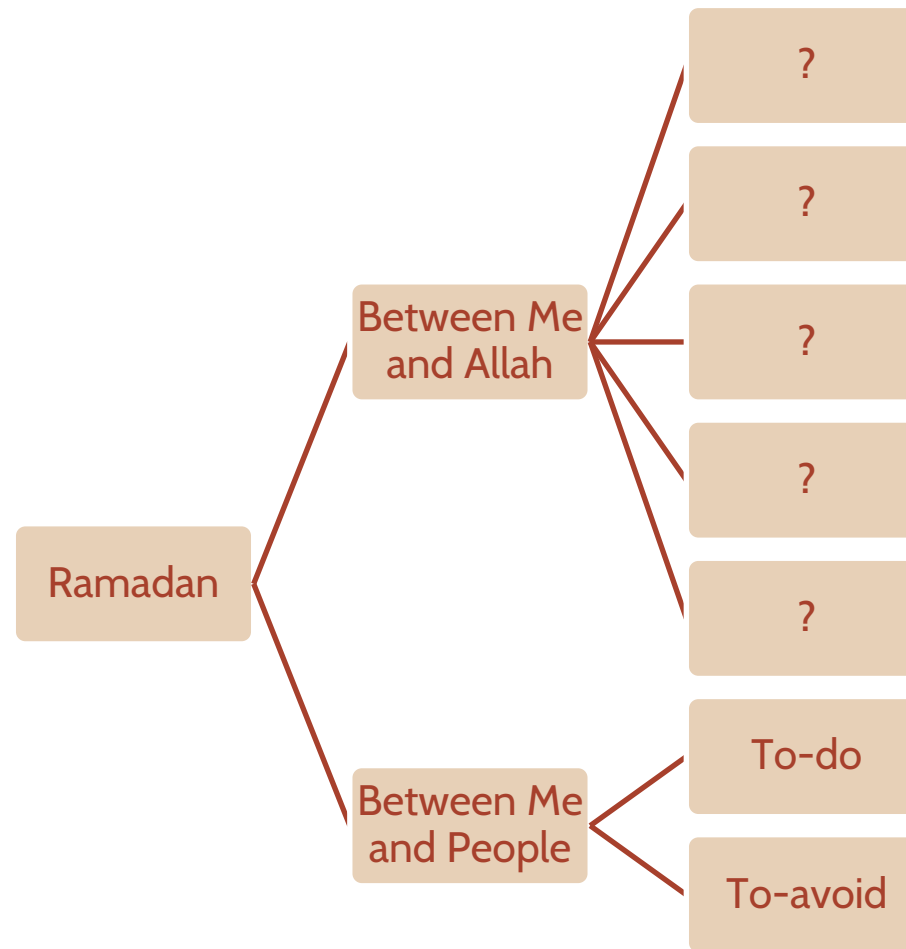 Ramadan
Between Me
and Allah
?
?
?
?
?
Between Me
and People
To-do
To-avoid